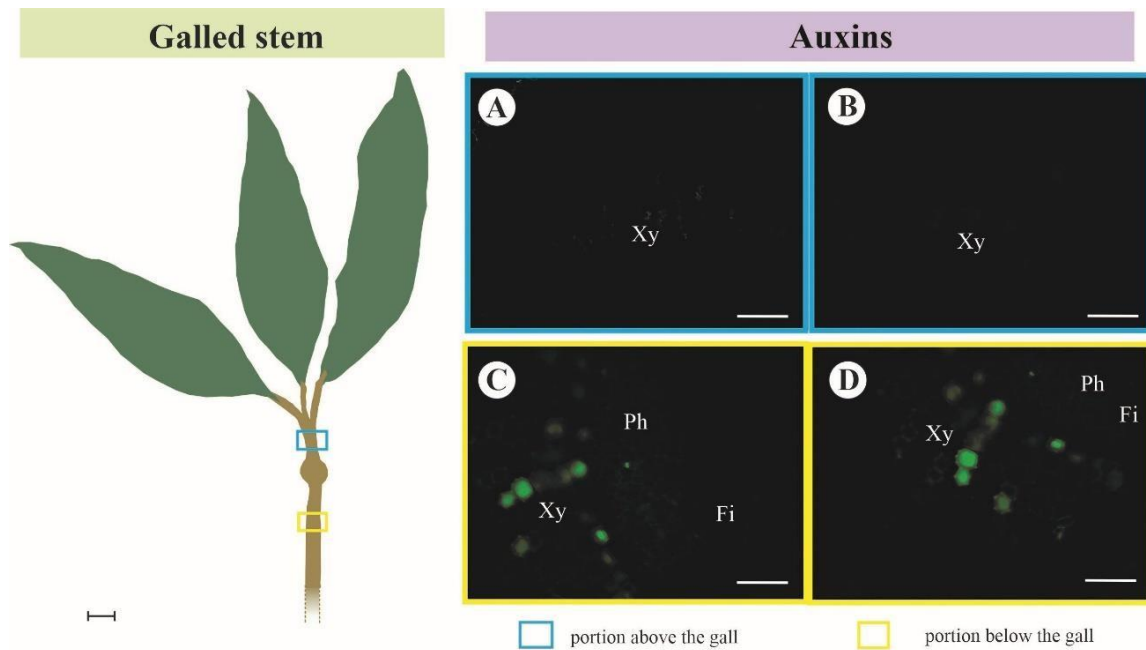 Galled stem
Auxins
A
Xy
B
Xy
C
Ph
Xy
Fi
D
Ph
Fi
Xy
portion above the gall
portion below the gall